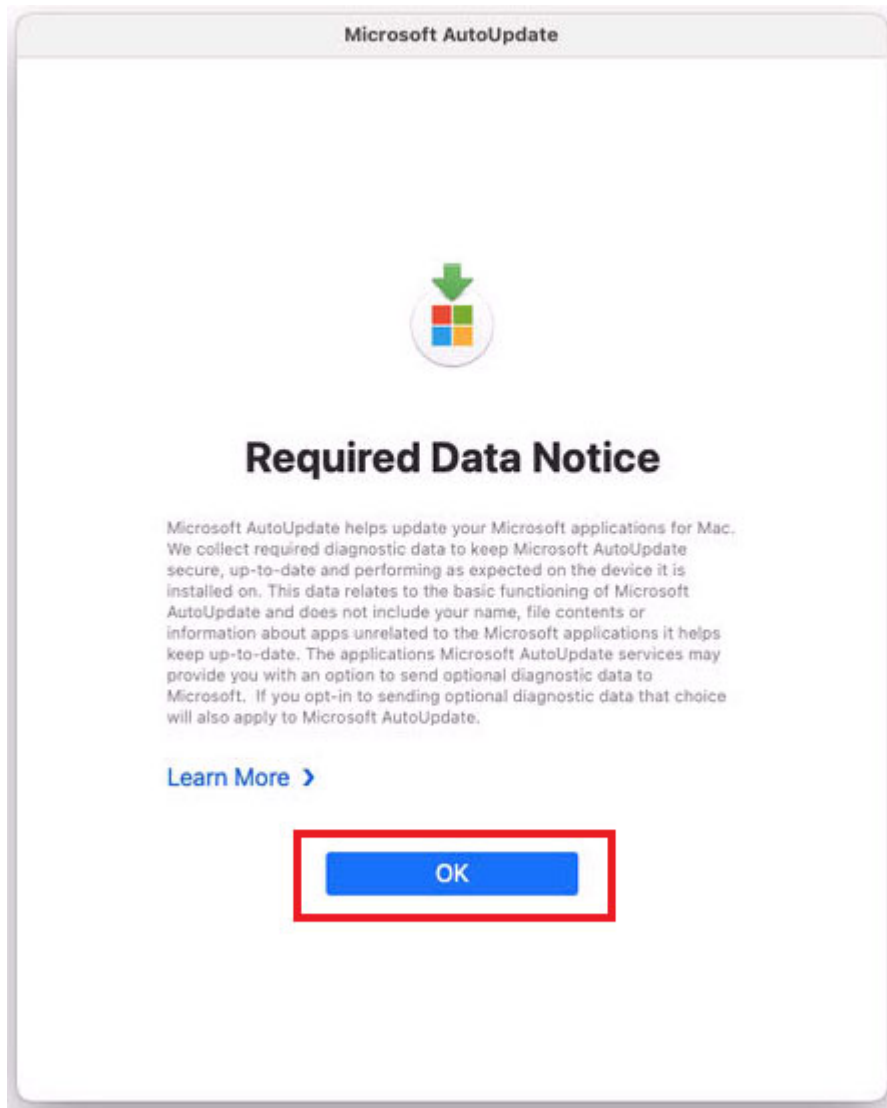 Microsoft AutoUpdate
Required Data Notice
Microsoft AutoUpdate helps update your Microsoft applications for Mac.
We collect required diagnostic data to keep Microsoft AutoUpdate
secure, up-to-date and performing as expected on the device it is
installed on. This data relates to the basic functioning of Microsoft
AutoUpdate and does not include your name, file contents or
information about apps unrelated to the Microsoft applications it helps
keep up-to-date. The applications Microsoft AutoUpdate services may
provide you with an option to send optional diagnostic data to
Microsoft.  If you opt-in to sending optional diagnostic data that choice
will also apply to Microsoft AutoUpdate.
Learn More ❯
OK